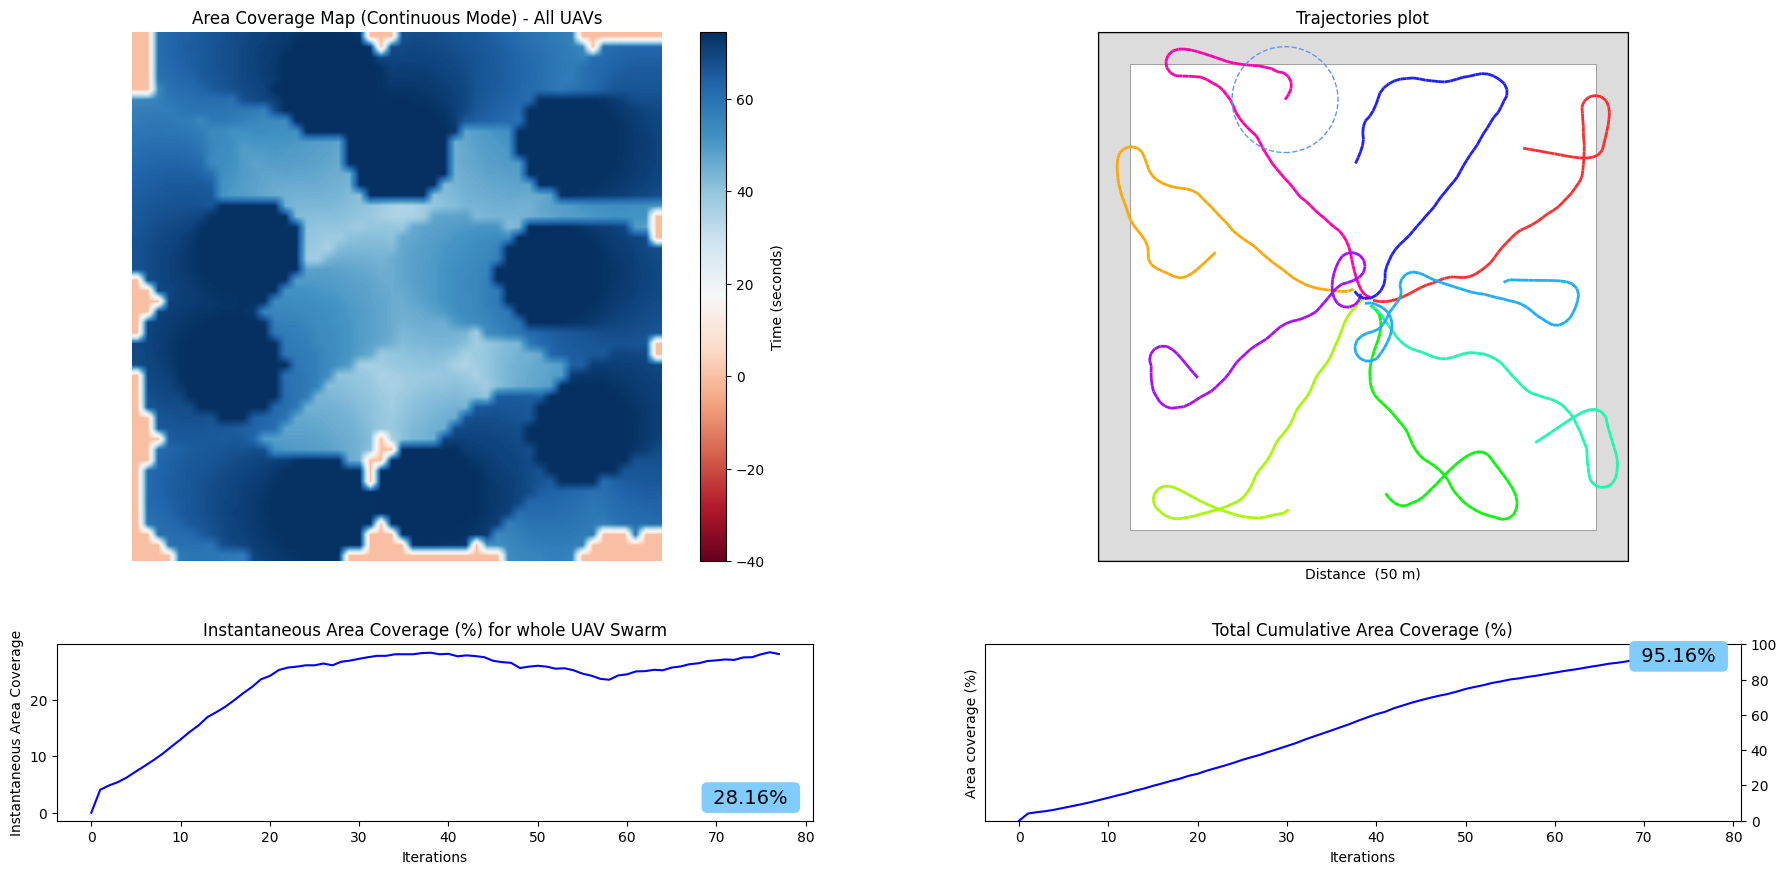 Area Coverage Map (Continuous Mode) - All UAVs
60
40
20
0
−20
−40
Time (seconds)
Trajectories plot
Distance  (50 m)
Instantaneous Area Coverage (%) for whole UAV Swarm
Instantaneous Area Coverage
20
10
0
28.16%
0 10 20 30 40 50 60 70 80
Iterations
Total Cumulative Area Coverage (%)
Area coverage (%)
95.16%
100
80
60
40
20
0
0 10 20 30 40 50 60 70 80
Iterations